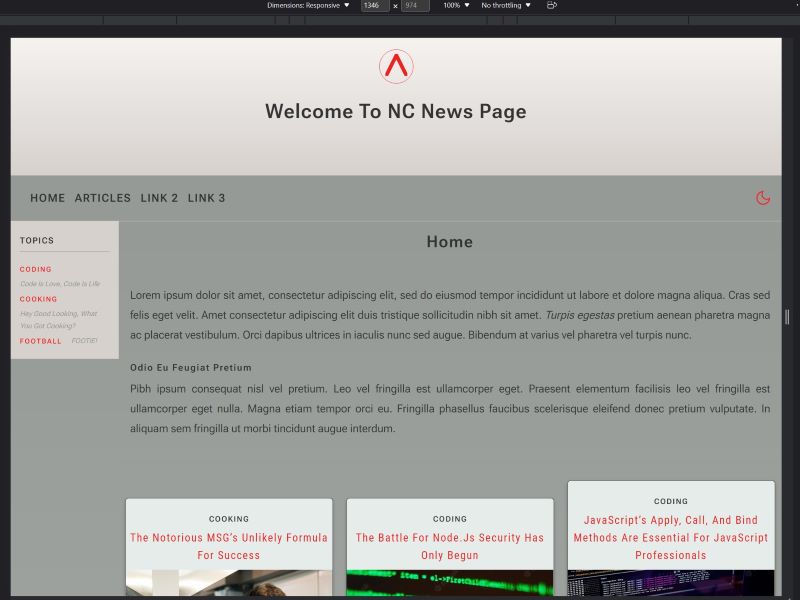 Dimensions: Responsive ▼ 1346 × 974 100% ▼ No throttling ▼
Welcome To NC News Page
HOME ARTICLES LINK 2 LINK 3
TOPICS
CODING
Code Is Love, Code Is Life
COOKING
Hey Good Looking, What
You Got Cooking?
FOOTBALL FOOTIE!
Home
Lorem ipsum dolor sit amet, consectetur adipiscing elit, sed do eiusmod tempor incididunt ut labore et dolore magna aliqua. Cras sed
felis eget velit. Amet consectetur adipiscing elit duis tristique sollicitudin nibh sit amet. Turpis egestas pretium aenean pharetra magna
ac placerat vestibulum. Orci dapibus ultrices in iaculis nunc sed augue. Bibendum at varius vel pharetra vel turpis nunc.
Odio Eu Feugiat Pretium
Pibh ipsum consequat nisl vel pretium. Leo vel fringilla est ullamcorper eget. Praesent elementum facilisis leo vel fringilla est
ullamcorper eget nulla. Magna etiam tempor orci eu. Fringilla phasellus faucibus scelerisque eleifend donec pretium vulputate. In
aliquam sem fringilla ut morbi tincidunt augue interdum.
COOKING
The Notorious MSG's Unlikely Formula
For Success
CODING
The Battle For Node.Js Security Has
Only Begun
element" item = el->FirstChildElement
CODING
JavaScript's Apply, Call, And Bind
Methods Are Essential For JavaScript
Professionals